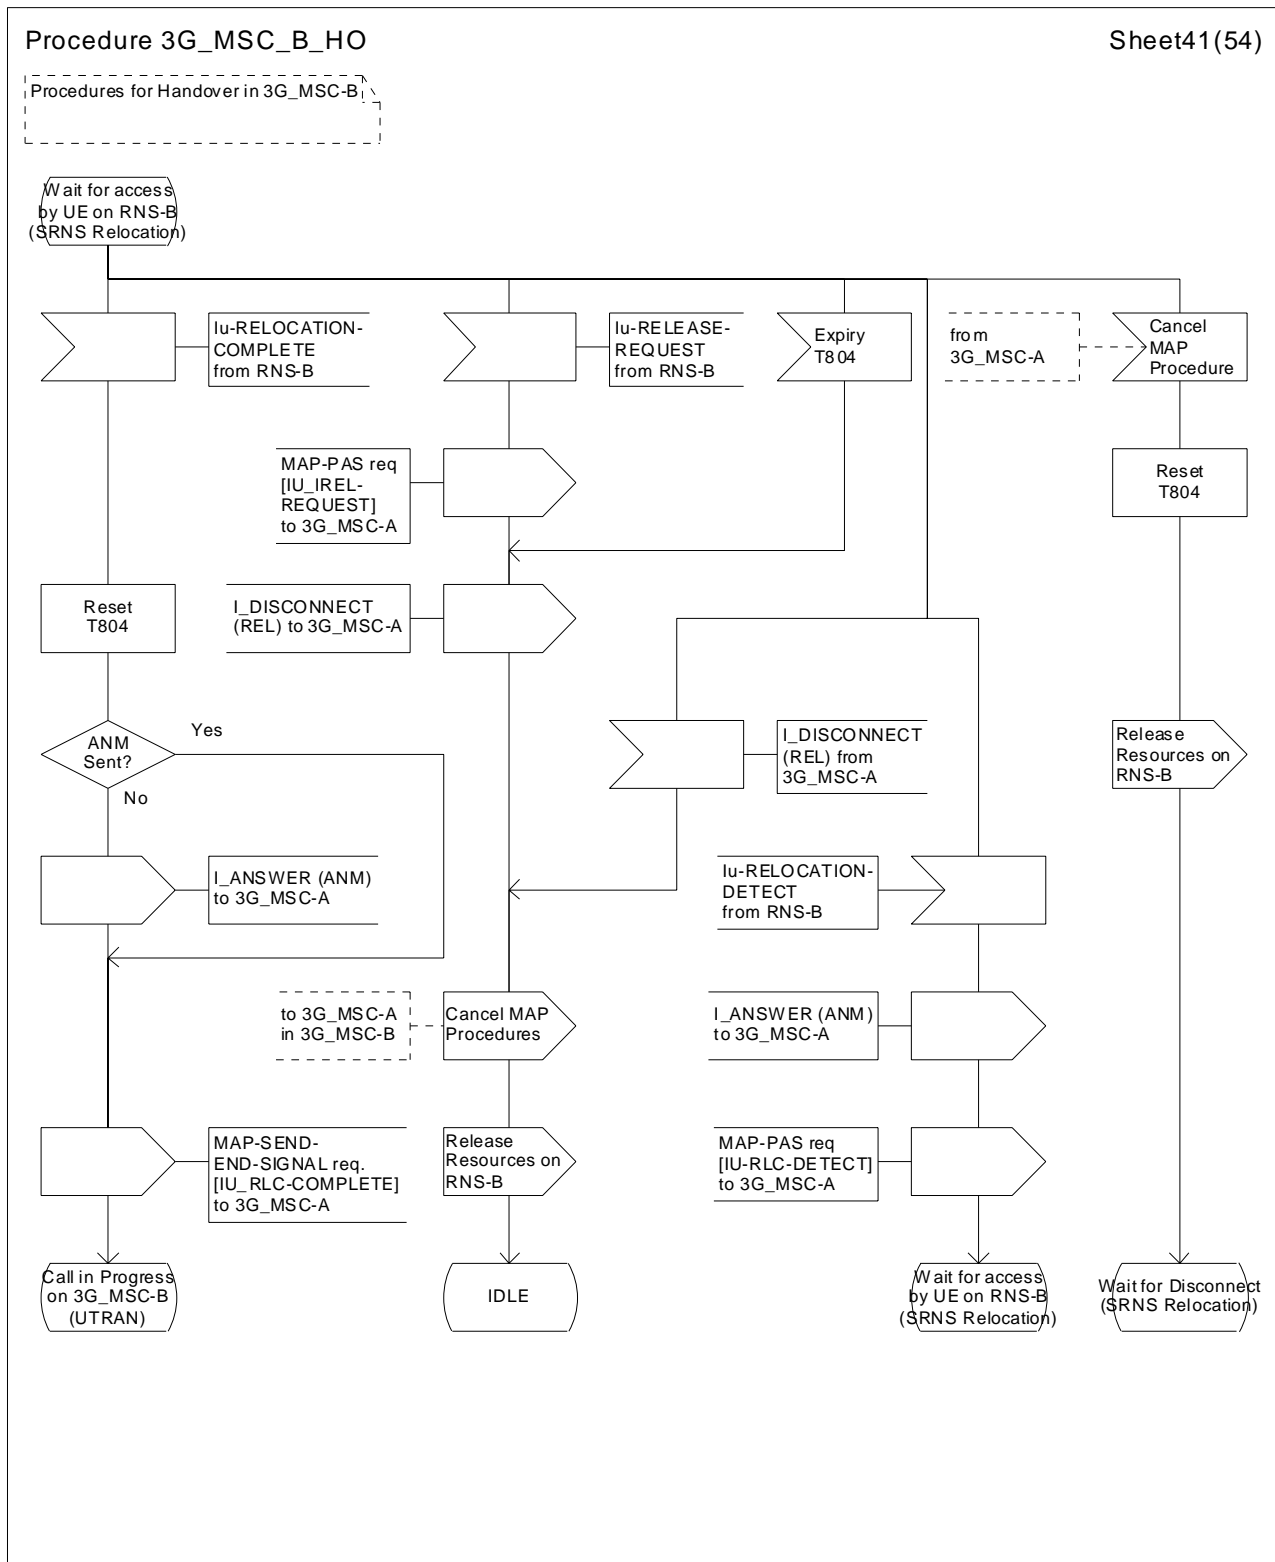 Procedure 3G_MSC_B_HO
Sheet41(54)
Procedures for Handover in 3G_MSC-B
Wait for access
by UE on RNS-B
(SRNS Relocation)
Iu-RELOCATION-
COMPLETE
from RNS-B
Iu-RELEASE-
REQUEST
from RNS-B
Expiry
T804
from
3G_MSC-A
Cancel
MAP
Procedure
MAP-PAS req
[IU_IREL-
REQUEST]
to 3G_MSC-A
Reset
T804
Reset
T804
I_DISCONNECT
(REL) to 3G_MSC-A
ANM
Sent?
Yes
No
I_DISCONNECT
(REL) from
3G_MSC-A
Release
Resources on
RNS-B
I_ANSWER (ANM)
to 3G_MSC-A
Iu-RELOCATION-
DETECT
from RNS-B
to 3G_MSC-A
in 3G_MSC-B
Cancel MAP
Procedures
I_ANSWER (ANM)
to 3G_MSC-A
MAP-SEND-
END-SIGNAL req.
[IU_RLC-COMPLETE]
to 3G_MSC-A
Release
Resources on
RNS-B
MAP-PAS req
[IU-RLC-DETECT]
to 3G_MSC-A
Call in Progress
on 3G_MSC-B
(UTRAN)
IDLE
Wait for access
by UE on RNS-B
(SRNS Relocation)
Wait for Disconnect
(SRNS Relocation)